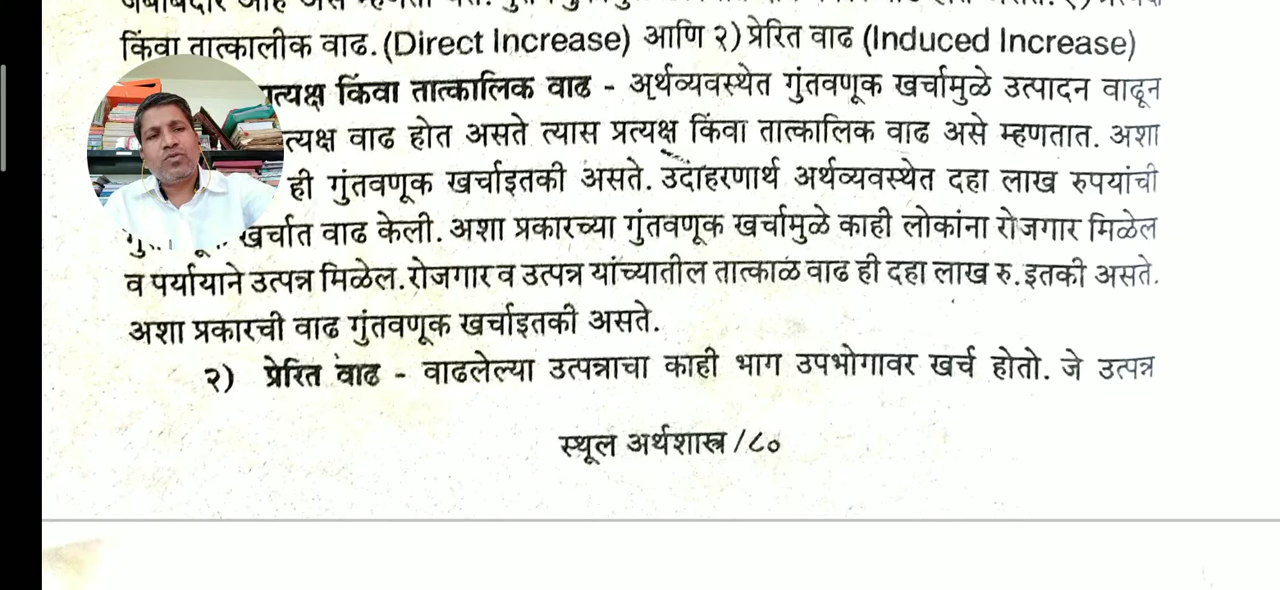 किंवा तात्कालीक वाढ. (Direct Increase) आणि २) प्रेरित वाढ (Induced Increase)
किंवा तात्कालिक वाढ - अर्थव्यवस्थेत गुंतवणूक खर्चामुळे उत्पादन वाढून
वाढ होत असते त्यास प्रत्यक्ष किंवा तात्कालिक वाढ असे म्हणतात. अशा
ही गुंतवणूक खर्चाइतकी असते. उदाहरणार्थ अर्थव्यवस्थेत दहा लाख रुपयांची
खर्चात वाढ केली. अशा प्रकारच्या गुंतवणूक खर्चामुळे काही लोकांना रोजगार मिळेल
व पर्यायाने उत्पन्न मिळेल. रोजगार व उत्पन्न यांच्यातील तात्काळ वाढ ही दहा लाख रु. इतकी असते.
अशा प्रकारची वाढ गुंतवणूक खर्चाइतकी असते.
२) प्रेरित वाढ - वाढलेल्या उत्पन्नाचा काही भाग उपभोगावर खर्च होतो. जे उत्पन्न
स्थूल अर्थशास्त्र / ८०